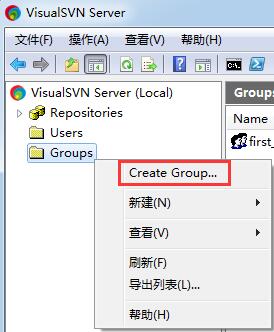 VisualSVN Server
文件(F) 操作(A) 查看(V) 帮助(H)
VisualSVN Server (Local)
Groups
Repositories
Users
first_
Groups
Create Group...
新建(N)
查看(V)
刷新(F)
导出列表(L)...
帮助(H)